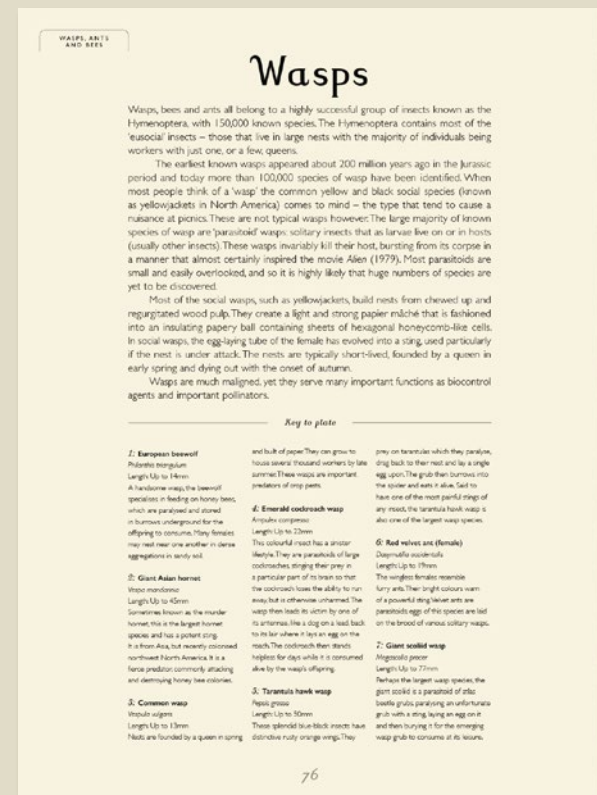 WASPS, ANTS
AND BEES
Wasps
Wasps, bees and ants all belong to a highly successful group of insects known as the
Hymenoptera, with 150,000 known species. The Hymenoptera contains most of the
'eusocial' insects – those that live in large nests with the majority of individuals being
workers with just one, or a few, queens.
The earliest known wasps appeared about 200 million years ago in the Jurassic
period and today more than 100,000 species of wasp have been identified. When
most people think of a 'wasp' the common yellow and black social species (known
as yellowjackets in North America) comes to mind – the type that tend to cause a
nuisance at picnics. These are not typical wasps however. The large majority of known
species of wasp are 'parasitoid' wasps: solitary insects that as larvae live on or in hosts
(usually other insects). These wasps invariably kill their host, bursting from its corpse in
a manner that almost certainly inspired the movie Alien (1979). Most parasitoids are
small and easily overlooked, and so it is highly likely that huge numbers of species are
yet to be discovered.
Most of the social wasps, such as yellowjackets, build nests from chewed up and
regurgitated wood pulp. They create a light and strong papier mâché that is fashioned
into an insulating papery ball containing sheets of hexagonal honeycomb-like cells.
In social wasps, the egg-laying tube of the female has evolved into a sting, used particularly
if the nest is under attack. The nests are typically short-lived, founded by a queen in
early spring and dying out with the onset of autumn.
Wasps are much maligned, yet they serve many important functions as biocontrol
agents and important pollinators.
Key to plate
1: European beewolf
Philanthus triangulum
Length: Up to 14mm
A handsome wasp, the beewolf
specialises in feeding on honey bees,
which are paralysed and stored
in burrows underground for the
offspring to consume. Many females
may nest near one another in dense
aggregations in sandy soil.
2: Giant Asian hornet
Vespa mandarinia
Length: Up to 45mm
Sometimes known as the murder
hornet, this is the largest hornet
species and has a potent sting.
It is from Asia, but recently colonised
northwest North America. It is a
fierce predator, commonly attacking
and destroying honey bee colonies.
3: Common wasp
Vespula vulgaris
Length: Up to 13mm
Nests are founded by a queen in spring
and built of paper. They can grow to
house several thousand workers by late
summer. These wasps are important
predators of crop pests.
4: Emerald cockroach wasp
Ampulex compressa
Length: Up to 22mm
This colourful insect has a sinister
lifestyle. They are parasitoids of large
cockroaches, stinging their prey in
a particular part of its brain so that
the cockroach loses the ability to run
away, but is otherwise unharmed. The
wasp then leads its victim by one of
its antennae, like a dog on a lead, back
to its lair where it lays an egg on the
roach. The cockroach then stands
helpless for days while it is consumed
alive by the wasp's offspring.
5: Tarantula hawk wasp
Pepsis grossa
Length: Up to 50mm
These splendid blue-black insects have
distinctive rusty orange wings. They
prey on tarantulas which they paralyse,
drag back to their nest and lay a single
egg upon. The grub then burrows into
the spider and eats it alive. Said to
have one of the most painful stings of
any insect, the tarantula hawk wasp is
also one of the largest wasp species.
6: Red velvet ant (female)
Dasymutilla occidentalis
Length: Up to 19mm
The wingless females resemble
furry ants. Their bright colours warn
of a powerful sting. Velvet ants are
parasitoids eggs of this species are laid
on the brood of various solitary wasps.
7: Giant scoliid wasp
Megascolia procer
Length: Up to 77mm
Perhaps the largest wasp species, the
giant scoliid is a parasitoid of atlas
beetle grubs, paralysing an unfortunate
grub with a sting, laying an egg on it
and then burying it for the emerging
wasp grub to consume at its leisure.
76